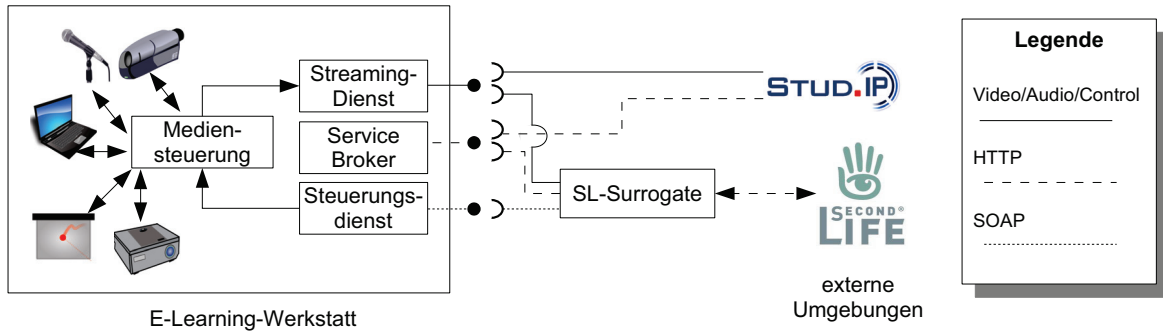 Medien-
steuerung
Streaming-
Dienst
Service
Broker
Steuerungs-
dienst
E-Learning-Werkstatt
SL-Surrogate
STUD.IP
SECOND®
LIFE
externe
Umgebungen
Legende
Video/Audio/Control
HTTP
SOAP